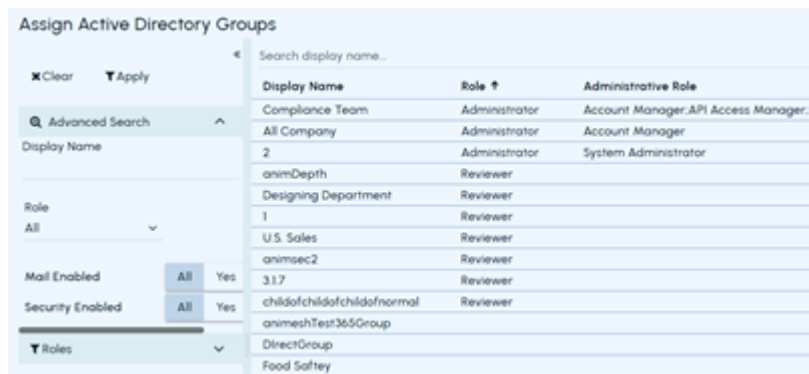 Assign Active Directory Groups
Clear Apply
Advanced Search
Display Name
Role
All
Mail Enabled All Yes
Security Enabled All Yes
Roles
Search display name...
Display Name Role ↑ Administrative Role
Compliance Team Administrator Account Manager;API Access Manager;
All Company Administrator Account Manager
2 Administrator System Administrator
animDepth Reviewer
Designing Department Reviewer
1 Reviewer
U.S. Sales Reviewer
animsec2 Reviewer
3.1.7 Reviewer
childofchildofchildofnormal Reviewer
animeshTest365Group
DIrectGroup
Food Saftey